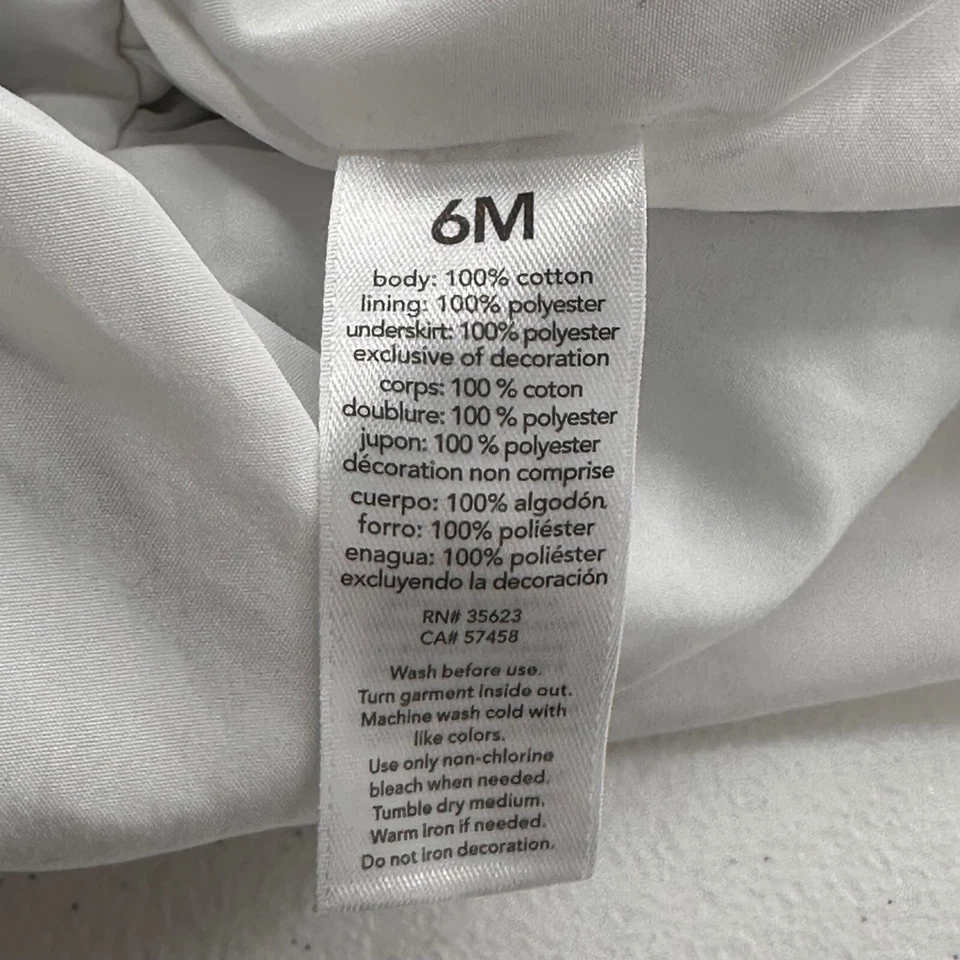 6M
body: 100% cotton
lining: 100% polyester
underskirt: 100% polyester
exclusive of decoration
corps: 100 % coton
doublure: 100 % polyester
jupon: 100 % polyester
décoration non comprise
cuerpo: 100% algodón
forro: 100% poliéster
enagua: 100% poliéster
excluyendo la decoración
RN# 35623
CA# 57458
Wash before use.
Turn garment inside out.
Machine wash cold with
like colors.
Use only non-chlorine
bleach when needed.
Tumble dry medium.
Warm iron if needed.
Do not iron decoration.